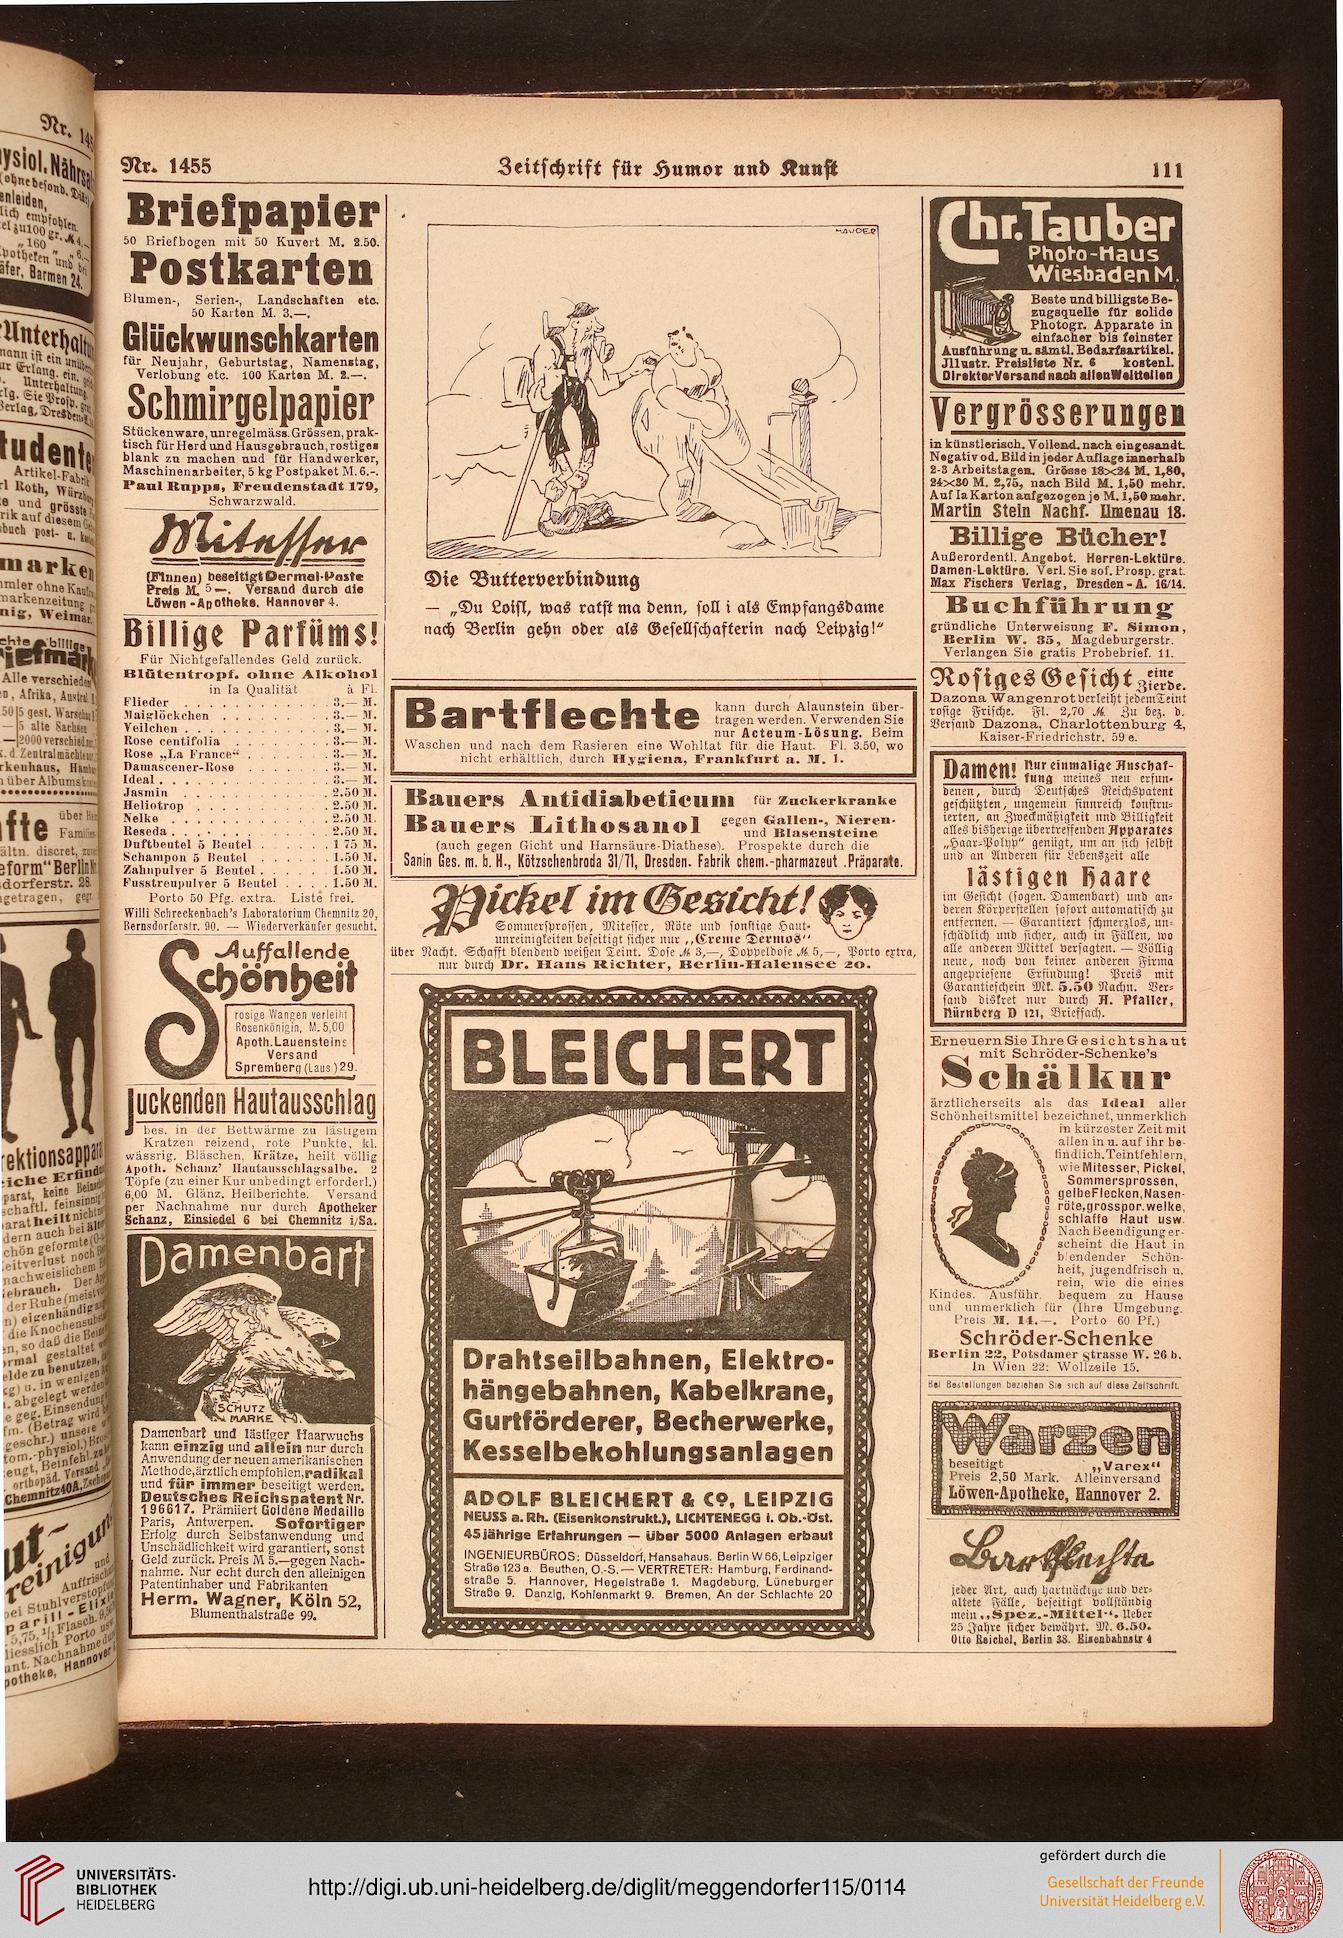 Nr. 1455
Zeitschrift für Humor und Kunst
111
Briefpapier
50 Briefbogen mit 50 Kuvert M. 2.50.
Postkarten
Blumen-, Serien-, Landschaften etc.
50 Karten M. 3.—.
Glückwunschkarten
für Neujahr, Geburtstag, Namenstag,
Verlobung etc. 100 Karten M. 2.—.
Schmirgelpapier
Stückenware, unregelmäss. Grössen, prak-
tisch für Herd und Hausgebrauch, rostiges
blank zu machen und für Handwerker,
Maschinenarbeiter, 5 kg Postpaket M. 6.-.
Paul Rupps, Freudenstadt 179,
Schwarzwald.
Mitesser
(Finnen) beseitigt Dermal-Paste
Preis M. 5—. Versand durch die
Löwen-Apotheke. Hannover 4.
Billige Parfüms!
Für Nichtgefallendes Geld zurück.
Blütentropf. ohne Alkohol
in Ia Qualität à Fl.
Flieder 3.— M.
Maiglöckchen 3.— M.
Veilchen 3.— M.
Rose centifolia 3.— M.
Rose „La France“ 3.— M.
Damascener-Rose 3.— M.
Ideal 3.— M.
Jasmin 2.50 M.
Heliotrop 2.50 M.
Nelke 2.50 M.
Reseda 2.50 M.
Duftbeutel 5 Beutel 1 75 M.
Schampon 5 Beutel 1.50 M.
Zahnpulver 5 Beutel 1.50 M.
Fusstreupulver 5 Beutel 1.50 M.
Porto 50 Pfg. extra. Liste frei.
Willi Schreckenbach's Laboratorium Chemnitz 20,
Bernsdorferstr. 90. — Wiederverkäufer gesucht.
Auffallende
Schönheit
rosige Wangen verleiht
Rosenkönigin, M. 5,00
Apoth. Lauensteins
Versand
Spremberg (Laus.) 29.
Juckenden Hautausschlag
bes. in der Bettwärme zu lästigem
Kratzen reizend, rote Punkte, kl.
wässrig. Bläschen, Krätze, heilt völlig
Apoth. Schanz' Hautausschlagsalbe. 2
Töpfe (zu einer Kur unbedingt erforderl.)
6,00 M. Glänz. Heilberichte. Versand
per Nachnahme nur durch Apotheker
Schanz, Einsiedel 6 bei Chemnitz i/Sa.
Damenbart
SCHUTZ
MARKE
Damenbart und lästiger Haarwuchs
kann einzig und allein nur durch
Anwendung der neuen amerikanischen
Methode, ärztlich empfohlen, radikal
und für immer beseitigt werden.
Deutsches Reichspatent Nr.
196617. Prämiiert Goldene Medaille
Paris, Antwerpen. Sofortiger
Erfolg durch Selbstanwendung und
Unschädlichkeit wird garantiert, sonst
Geld zurück. Preis M 5.— gegen Nach-
nahme. Nur echt durch den alleinigen
Patentinhaber und Fabrikanten
Herm. Wagner, Köln 52,
Blumenthalstraße 99.
MAUDER
Die Butterverbindung
— „Du Loisl, was ratst ma denn, soll i als Empfangsdame
nach Berlin gehn oder als Gesellschafterin nach Leipzig!“
Bartflechte kann durch Alaunstein über-
tragen werden. Verwenden Sie
nur Acteum-Lösung. Beim
Waschen und nach dem Rasieren eine Wohltat für die Haut. Fl. 3.50, wo
nicht erhältlich, durch Hygiena, Frankfurt a. M. 1.
Bauers Antidiabeticum für Zuckerkranke
Bauers Lithosanol gegen Gallen-, Nieren-
und Blasensteine
(auch gegen Gicht und Harnsäure-Diathese). Prospekte durch die
Sanin Ges. m. b. H., Kötzschenbroda 31/71, Dresden. Fabrik chem.-pharmazeut .Präparate.
Pickel im Gesicht!
Sommersprossen, Mitesser, Röte und sonstige Haut-
unreinigkeiten beseitigt sicher nur „Creme Dermos“
über Nacht. Schafft blendend weißen Teint. Dose M 3,—, Doppeldose M. 5,—, Porto extra,
nur durch Dr. Hans Richter, Berlin-Halensee 20.
BLEICHERT
Drahtseilbahnen, Elektro-
hängebahnen, Kabelkrane,
Gurtförderer, Becherwerke,
Kesselbekohlungsanlagen
ADOLF BLEICHERT & Co, LEIPZIG
NEUSS a. Rh. (Eisenkonstrukt.), LICHTENEGG i. Ob.-Öst.
45 jährige Erfahrungen — Über 5000 Anlagen erbaut
INGENIEURBÜROS: Düsseldorf, Hansahaus. Berlin W 66, Leipziger
Straße 123 a. Beuthen, O.-S. — VERTRETER: Hamburg, Ferdinand-
straße 5. Hannover, Hegelstraße 1. Magdeburg, Lüneburger
Straße 9. Danzig, Kohlenmarkt 9. Bremen, An der Schlachte 20
Chr. Tauber
Photo-Haus
Wiesbaden M.
Beste und billigste Be-
zugsquelle für solide
Photogr. Apparate in
einfacher bis feinster
Ausführung u. sämtl. Bedarfsartikel.
Jllustr. Preisliste Nr. 6 kostenl.
Direkter Versand nach allen Weltteilen
Vergrösserungen
in künstlerisch. Vollend. nach eingesandt.
Negativ od. Bild in jeder Auflage innerhalb
2-3 Arbeitstagen. Grösse 18×24 M. 1,80,
24×30 M. 2,75, nach Bild M. 1,50 mehr.
Auf Ia Karton aufgezogen je M. 1,50 mehr.
Martin Stein Nachf. Ilmenau 18.
Billige Bücher!
Außerordentl. Angebot. Herren-Lektüre.
Damen-Lektüre. Verl. Sie sof. Prosp. grat.
Max Fischers Verlag, Dresden-A. 16/14.
Buchführung
gründliche Unterweisung F. Simon,
Berlin W. 35, Magdeburgerstr.
Verlangen Sie gratis Probebrief. 11.
Rosiges Gesicht eine
Zierde.
Dazona Wangenrot verleiht jedem Teint
rosige Frische. Fl. 2,70 M. Zu bez. d.
Versand Dazona, Charlottenburg 4,
Kaiser-Friedrichstr. 59 e.
Damen! Nur einmalige Anschaf-
fung meines neu erfun-
denen, durch Deutsches Reichspatent
geschützten, ungemein sinnreich konstru-
ierten, an Zweckmäßigkeit und Billigkeit
alles bisherige übertreffenden Apparates
„Haar-Polyp“ genügt, um an sich selbst
und an Anderen für Lebenszeit alle
lästigen Haare
im Gesicht (sogen. Damenbart) und an-
deren Körperstellen sofort automatisch zu
entfernen. — Garantiert schmerzlos, un-
schädlich und sicher, auch in Fällen, wo
alle anderen Mittel versagten. — Völlig
neue, noch von keiner anderen Firma
angepriesene Erfindung! Preis mit
Garantieschein Mk. 5.50 Nachn. Ver-
sand diskret nur durch A. Pfaller,
Nürnberg D 121, Brieffach.
Erneuern Sie Ihre Gesichtshaut
mit Schröder-Schenke's
Schälkur
ärztlicherseits als das Ideal aller
Schönheitsmittel bezeichnet, unmerklich
in kürzester Zeit mit
allen in u. auf ihr be-
findlich. Teintfehlern,
wie Mitesser, Pickel,
Sommersprossen,
gelbe Flecken, Nasen-
röte, grosspor. welke,
schlaffe Haut usw.
Nach Beendigung er-
scheint die Haut in
blendender Schön-
heit, jugendfrisch u.
rein, wie die eines
Kindes. Ausführ. bequem zu Hause
und unmerklich für (Ihre Umgebung.
Preis M. 14.—. Porto 60 Pf.)
Schröder-Schenke
Berlin 22, Potsdamer Strasse W. 26 b.
In Wien 22: Wollzeile 15.
Bei Bestellungen beziehen Sie sich auf diese Zeitschrift.
Warzen
beseitigt „Varex“
Preis 2,50 Mark. Alleinversand
Löwen-Apotheke, Hannover 2.
Bartflechte
jeder Art, auch hartnäckige und ver-
altete Fälle, beseitigt vollständig
mein „Spez.-Mittel“. Ueber
25 Jahre sicher bewährt. M. 6.50.
Otto Reichel, Berlin 38. Eisenbahnstr 4
UNIVERSITÄTS-
BIBLIOTHEK
HEIDELBERG
http://digi.ub.uni-heidelberg.de/diglit/meggendorfer115/0114
gefördert durch die
Gesellschaft der Freunde
Universität Heidelberg e.V.